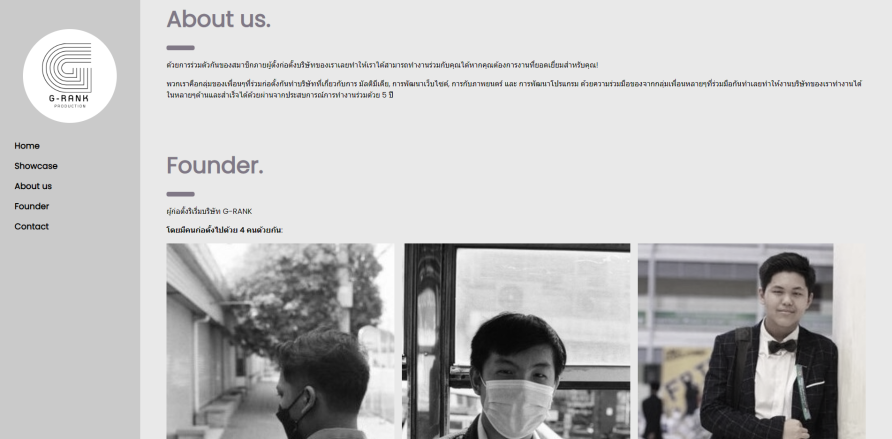 G-RANK
PRODUCTION
Home
Showcase
About us
Founder
Contact
About us.
ด้วยการร่วมตัวกันของสมาชิกภายผู้ตั้งก่อตั้งบริษัทของเราเลยทำให้เราได้สามารถทำงานร่วมกับคุณได้หากคุณต้องการงานที่ยอดเยี่ยมสำหรับคุณ!
พวกเราคือกลุ่มของเพื่อนๆที่ร่วมก่อตั้งกันทำบริษัทที่เกี่ยวกับการ มัลติมีเดีย, การพัฒนาเว็บไซต์, การกับภาพยนตร์ และ การพัฒนาโปรแกรม ด้วยความร่วมมือของจากกลุ่มเพื่อนหลายๆที่ร่วมมือกันทำเลยทำให้งานบริษัทของเราทำงานได้
ในหลายๆด้านและสำเร็จได้ด้วยผ่านจากประสบการณ์การทำงานร่วมด้วย 5 ปี
Founder.
ผู้ก่อตั้งริเริ่มบริษัท G-RANK
โดยมีคนก่อตั้งไปด้วย 4 คนด้วยกัน: